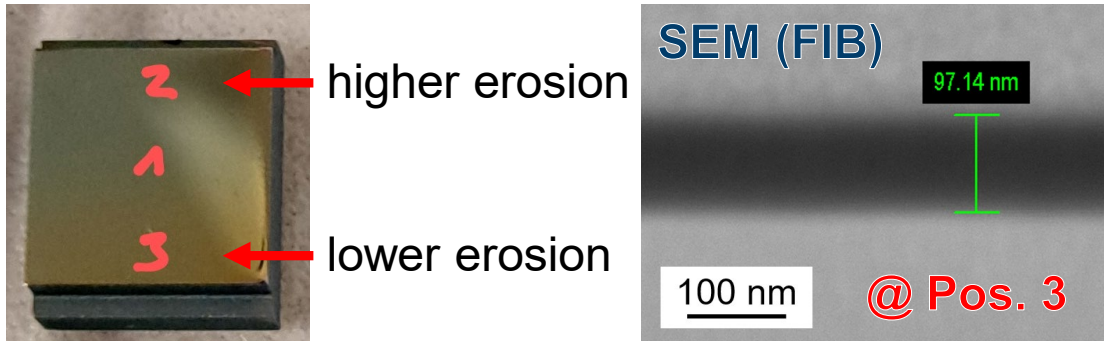 2
1
3
higher erosion
lower erosion
SEM (FIB)
97.14 nm
100 nm
@ Pos. 3